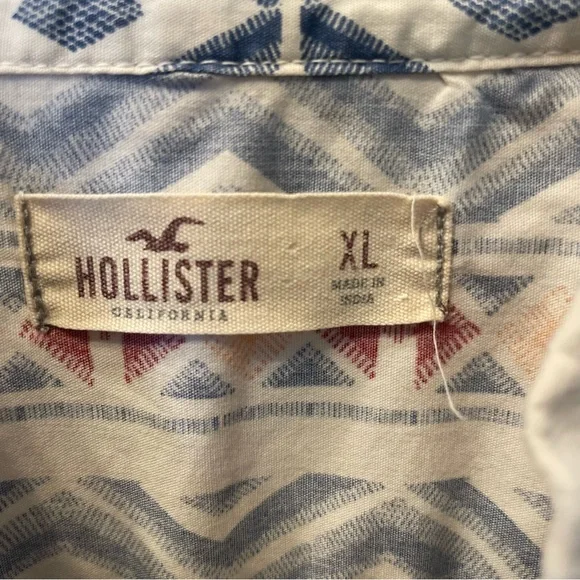 HOLLISTER
CALIFORNIA
XL
MADE IN
INDIA